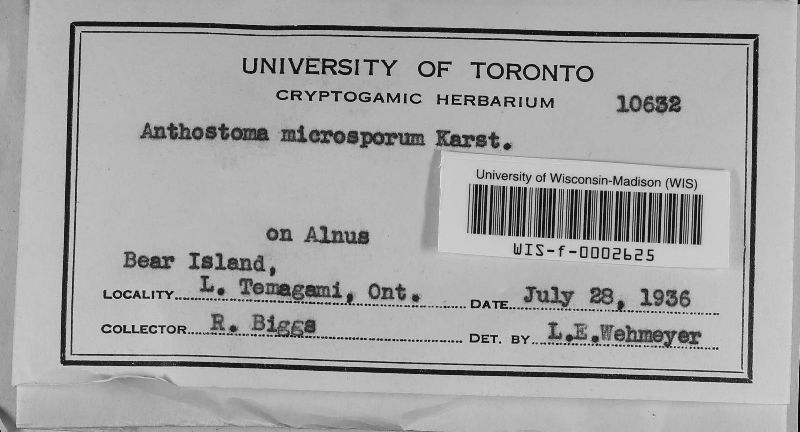 UNIVERSITY OF TORONTO
CRYPTOGAMIC HERBARIUM 10632
Anthostoma microsporum Karst.
University of Wisconsin-Madison (WIS)
WIS-f-0002625
on Alnus
Bear Island,
LOCALITY L. Temagami, Ont. DATE July 28, 1936
COLLECTOR R. Biggs DET. BY L.E.Wehmeyer